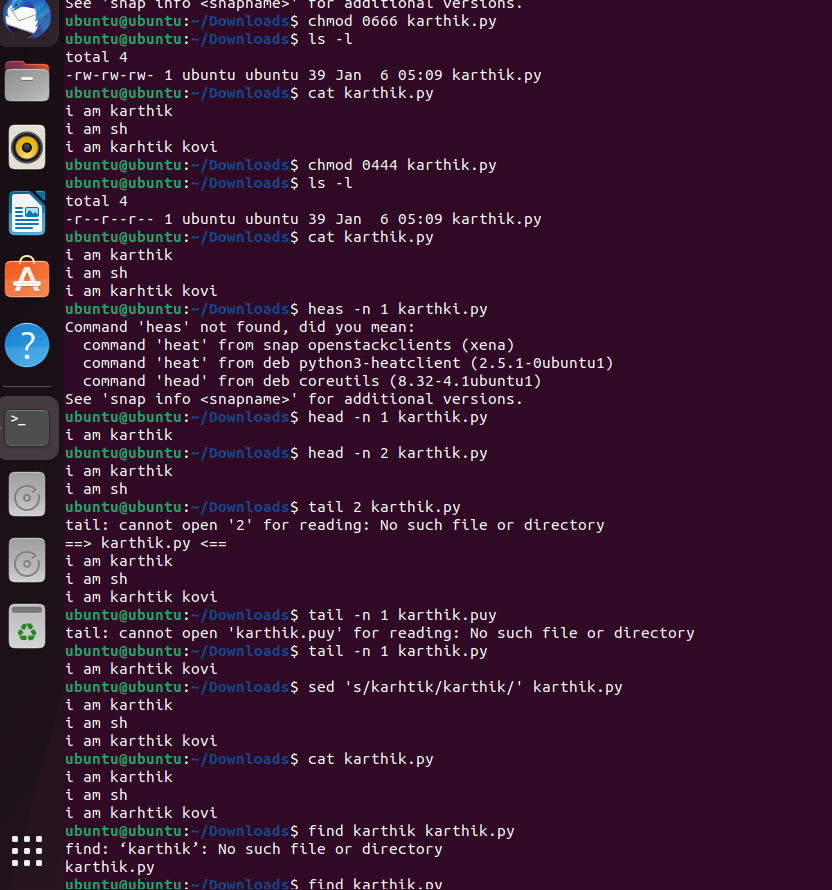 See 'snap info <snapname>' for additional versions.
ubuntu@ubuntu:~/Downloads$ chmod 0666 karthik.py
ubuntu@ubuntu:~/Downloads$ ls -l
total 4
-rw-rw-rw- 1 ubuntu ubuntu 39 Jan  6 05:09 karthik.py
ubuntu@ubuntu:~/Downloads$ cat karthik.py
i am karthik
i am sh
i am karhtik kovi
ubuntu@ubuntu:~/Downloads$ chmod 0444 karthik.py
ubuntu@ubuntu:~/Downloads$ ls -l
total 4
-r--r--r-- 1 ubuntu ubuntu 39 Jan  6 05:09 karthik.py
ubuntu@ubuntu:~/Downloads$ cat karthik.py
i am karthik
i am sh
i am karhtik kovi
ubuntu@ubuntu:~/Downloads$ heas -n 1 karthki.py
Command 'heas' not found, did you mean:
  command 'heat' from snap openstackclients (xena)
  command 'heat' from deb python3-heatclient (2.5.1-0ubuntu1)
  command 'head' from deb coreutils (8.32-4.1ubuntu1)
See 'snap info <snapname>' for additional versions.
ubuntu@ubuntu:~/Downloads$ head -n 1 karthik.py
i am karthik
ubuntu@ubuntu:~/Downloads$ head -n 2 karthik.py
i am karthik
i am sh
ubuntu@ubuntu:~/Downloads$ tail 2 karthik.py
tail: cannot open '2' for reading: No such file or directory
==> karthik.py <==
i am karthik
i am sh
i am karhtik kovi
ubuntu@ubuntu:~/Downloads$ tail -n 1 karthik.puy
tail: cannot open 'karthik.puy' for reading: No such file or directory
ubuntu@ubuntu:~/Downloads$ tail -n 1 karthik.py
i am karhtik kovi
ubuntu@ubuntu:~/Downloads$ sed 's/karhtik/karthik/' karthik.py
i am karthik
i am sh
i am karthik kovi
ubuntu@ubuntu:~/Downloads$ cat karthik.py
i am karthik
i am sh
i am karhtik kovi
ubuntu@ubuntu:~/Downloads$ find karthik karthik.py
find: ‘karthik’: No such file or directory
karthik.py
ubuntu@ubuntu:~/Downloads$ find karthik.py